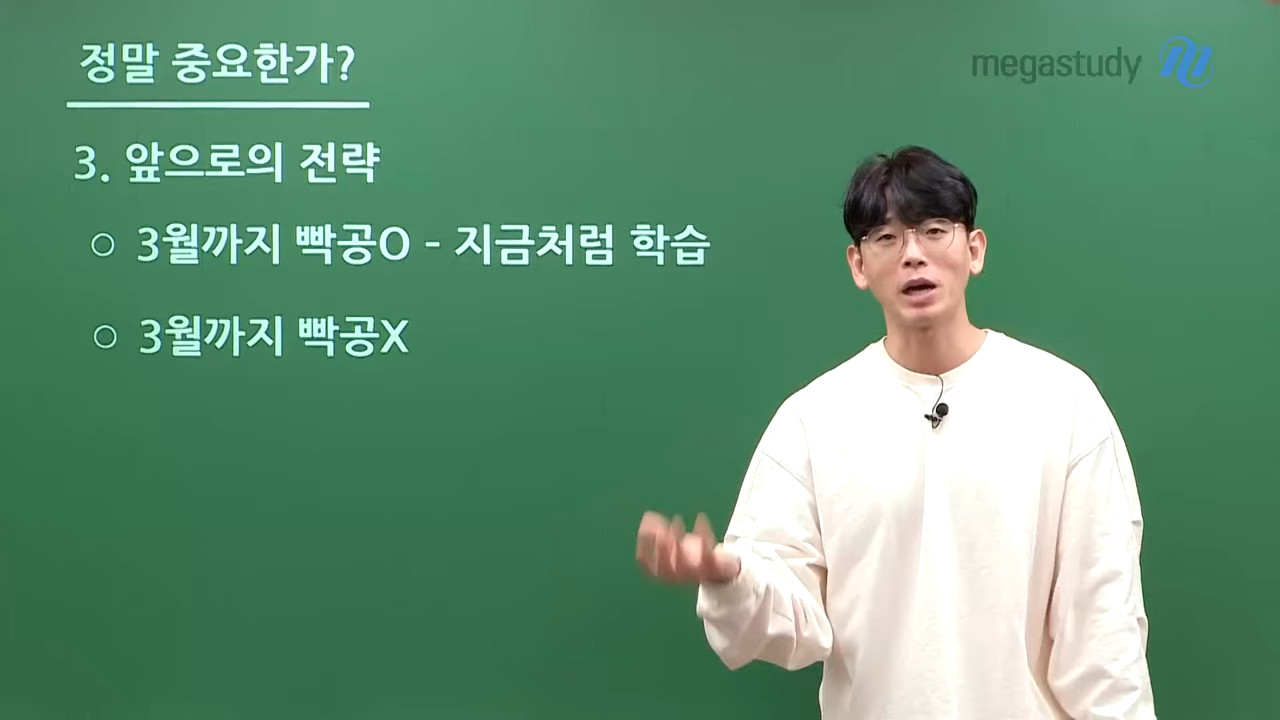 정말 중요한가?
megastudy
3. 앞으로의 전략
○ 3월까지 빡공O - 지금처럼 학습
○ 3월까지 빡공X